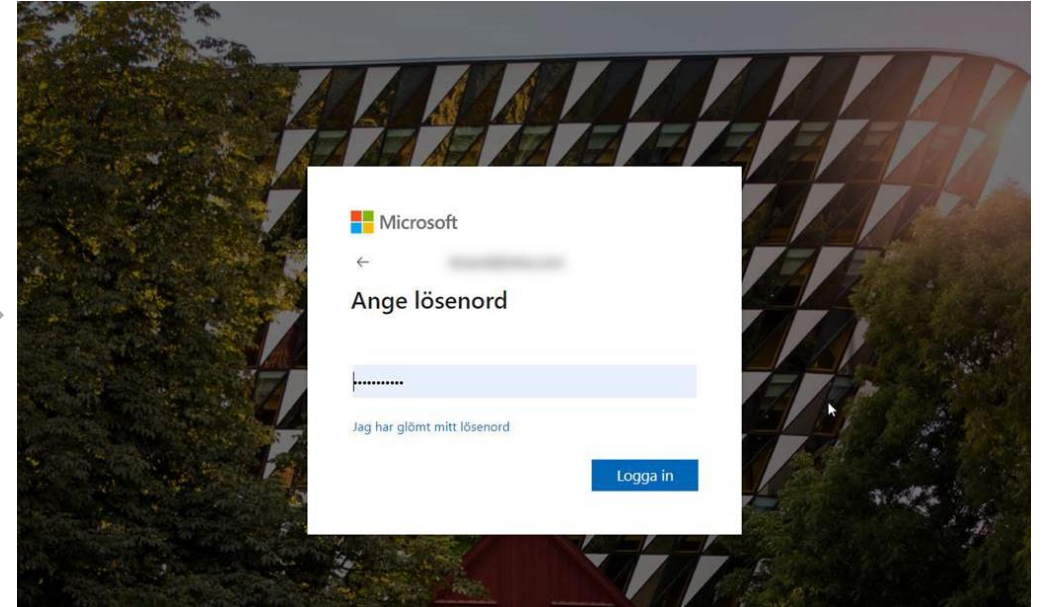 Microsoft
Ange lösenord
•••••••••••
Jag har glömt mitt lösenord
Logga in